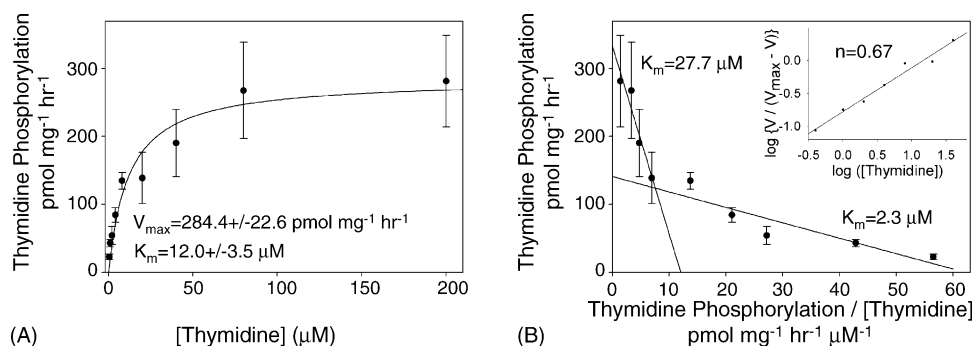 Thymidine Phosphorylation
pmol mg⁻¹ hr⁻¹
300
200
100
0
V_max=284.4+/-22.6 pmol mg⁻¹ hr⁻¹
K_m=12.0+/-3.5 µM
0 50 100 150 200
(A) [Thymidine] (µM)
Thymidine Phosphorylation
pmol mg⁻¹ hr⁻¹
300
200
100
0
K_m=27.7 µM
log {V / (V_max - V)}
n=0.67
0.0
-0.5
-1.0
-0.5 0.0 0.5 1.0 1.5
log ([Thymidine])
K_m=2.3 µM
0 10 20 30 40 50 60
Thymidine Phosphorylation / [Thymidine]
(B) pmol mg⁻¹ hr⁻¹ µM⁻¹